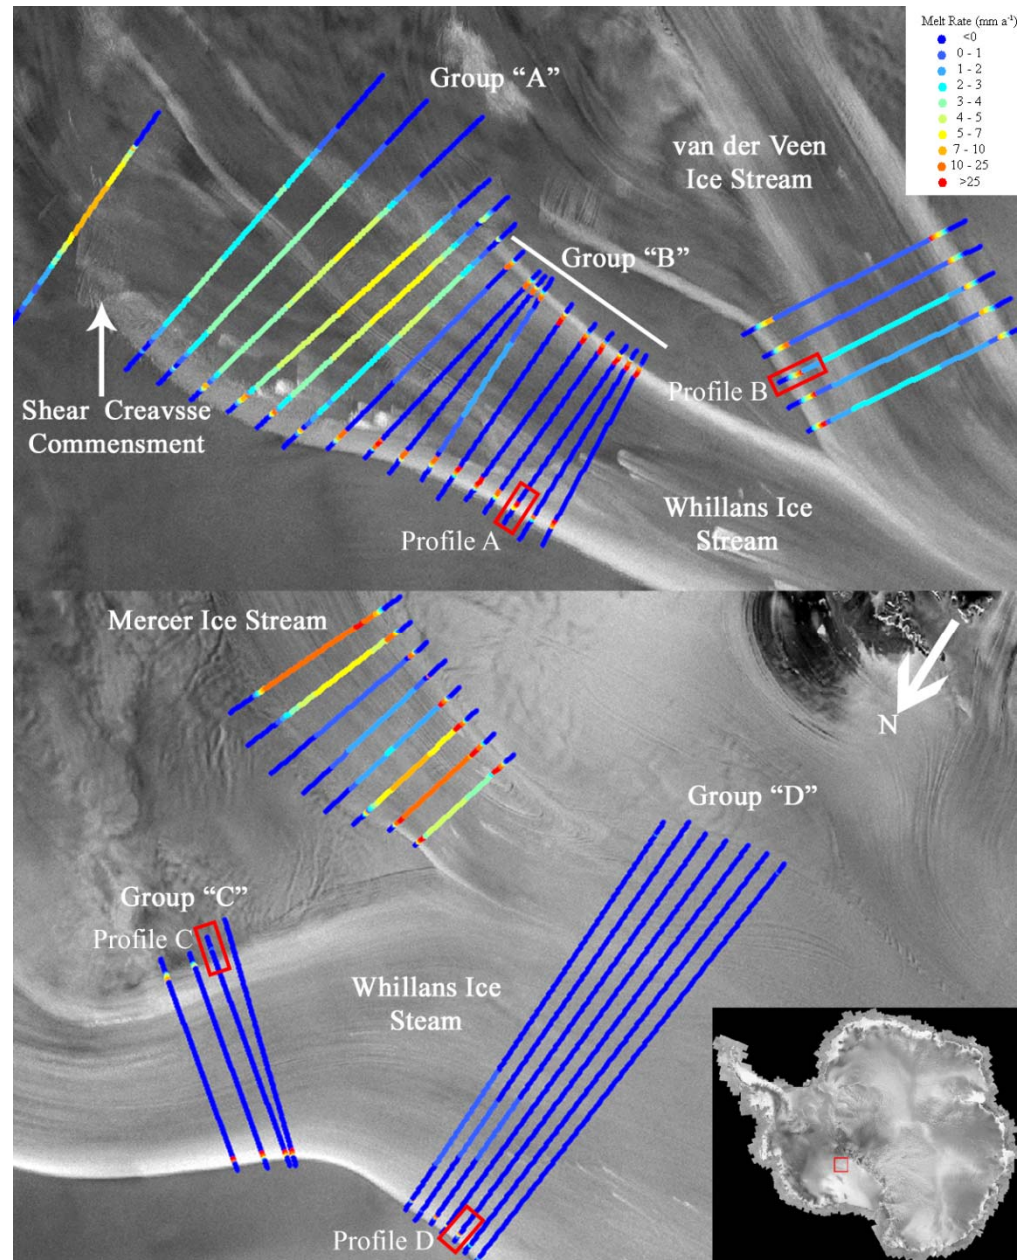 Melt Rate (mm a⁻¹)
<0
0 - 1
1 - 2
2 - 3
3 - 4
4 - 5
5 - 7
7 - 10
10 - 25
>25
Group “A”
van der Veen
Ice Stream
Group “B”
Profile B
Shear Creavsse
Commensment
Whillans Ice
Stream
Profile A
Mercer Ice Stream
N
Group “D”
Group “C”
Profile C
Whillans Ice
Steam
Profile D